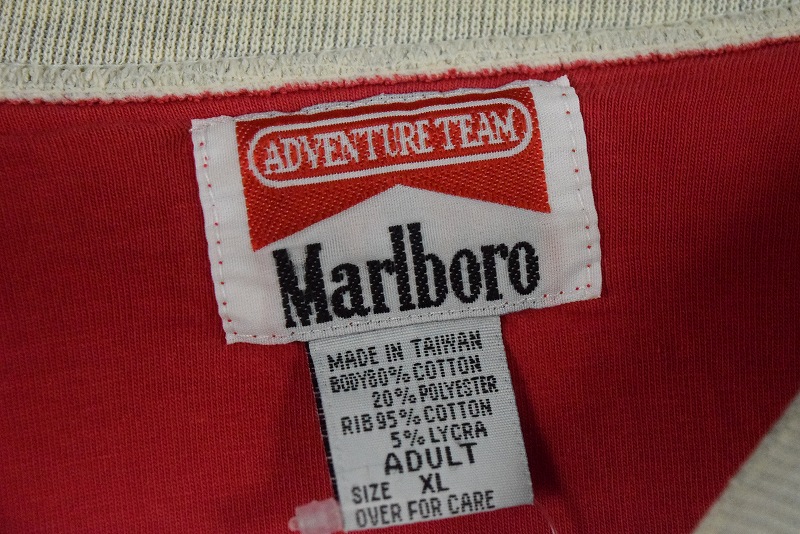 ADVENTURE TEAM
Marlboro
MADE IN TAIWAN
BODY80% COTTON
20% POLYESTER
RIB95% COTTON
5% LYCRA
ADULT
SIZE XL
OVER FOR CARE